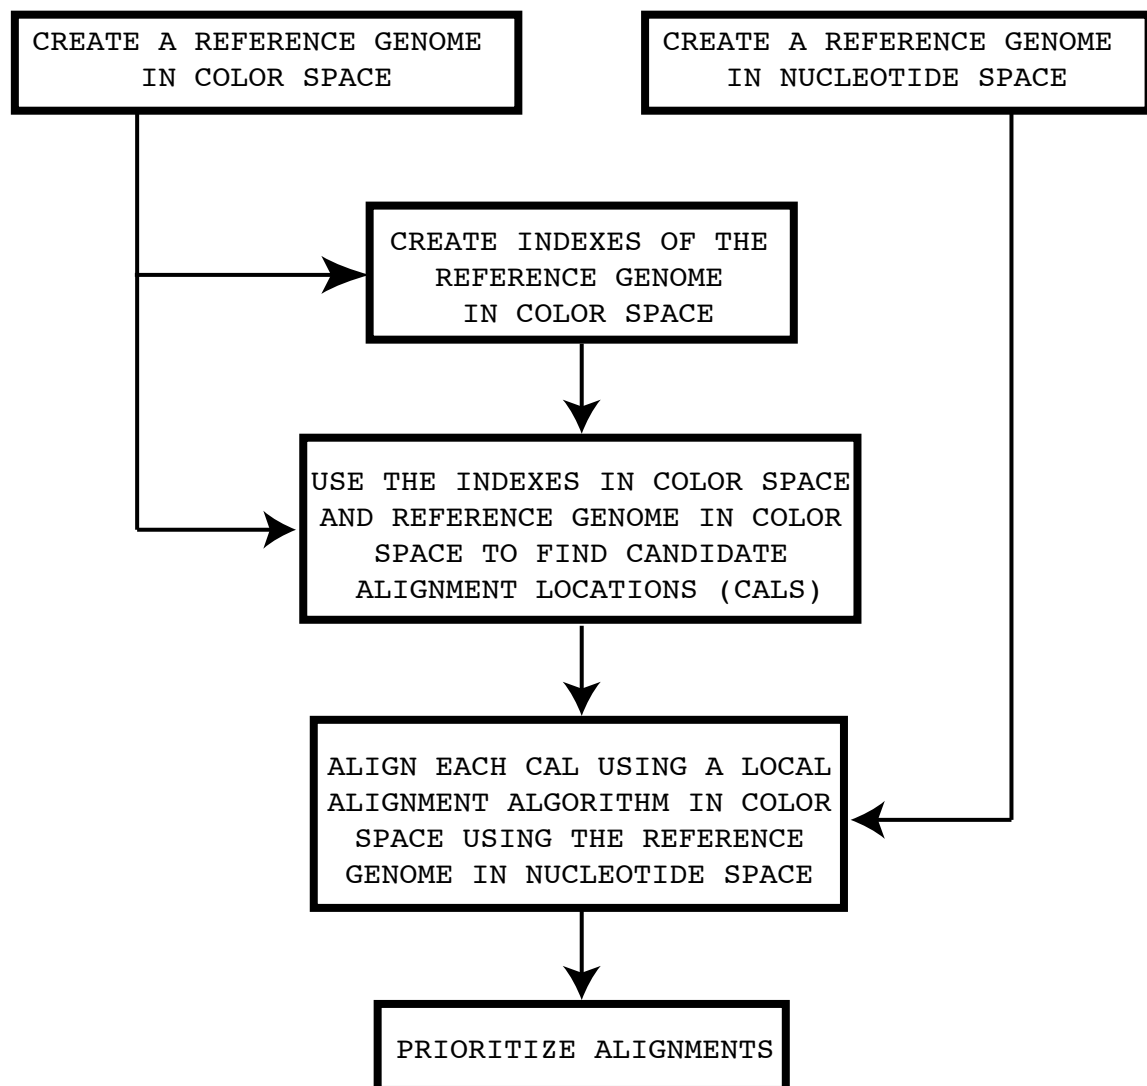 CREATE A REFERENCE GENOME
IN COLOR SPACE
CREATE A REFERENCE GENOME
IN NUCLEOTIDE SPACE
CREATE INDEXES OF THE
REFERENCE GENOME
IN COLOR SPACE
USE THE INDEXES IN COLOR SPACE
AND REFERENCE GENOME IN COLOR
SPACE TO FIND CANDIDATE
ALIGNMENT LOCATIONS (CALS)
ALIGN EACH CAL USING A LOCAL
ALIGNMENT ALGORITHM IN COLOR
SPACE USING THE REFERENCE
GENOME IN NUCLEOTIDE SPACE
PRIORITIZE ALIGNMENTS